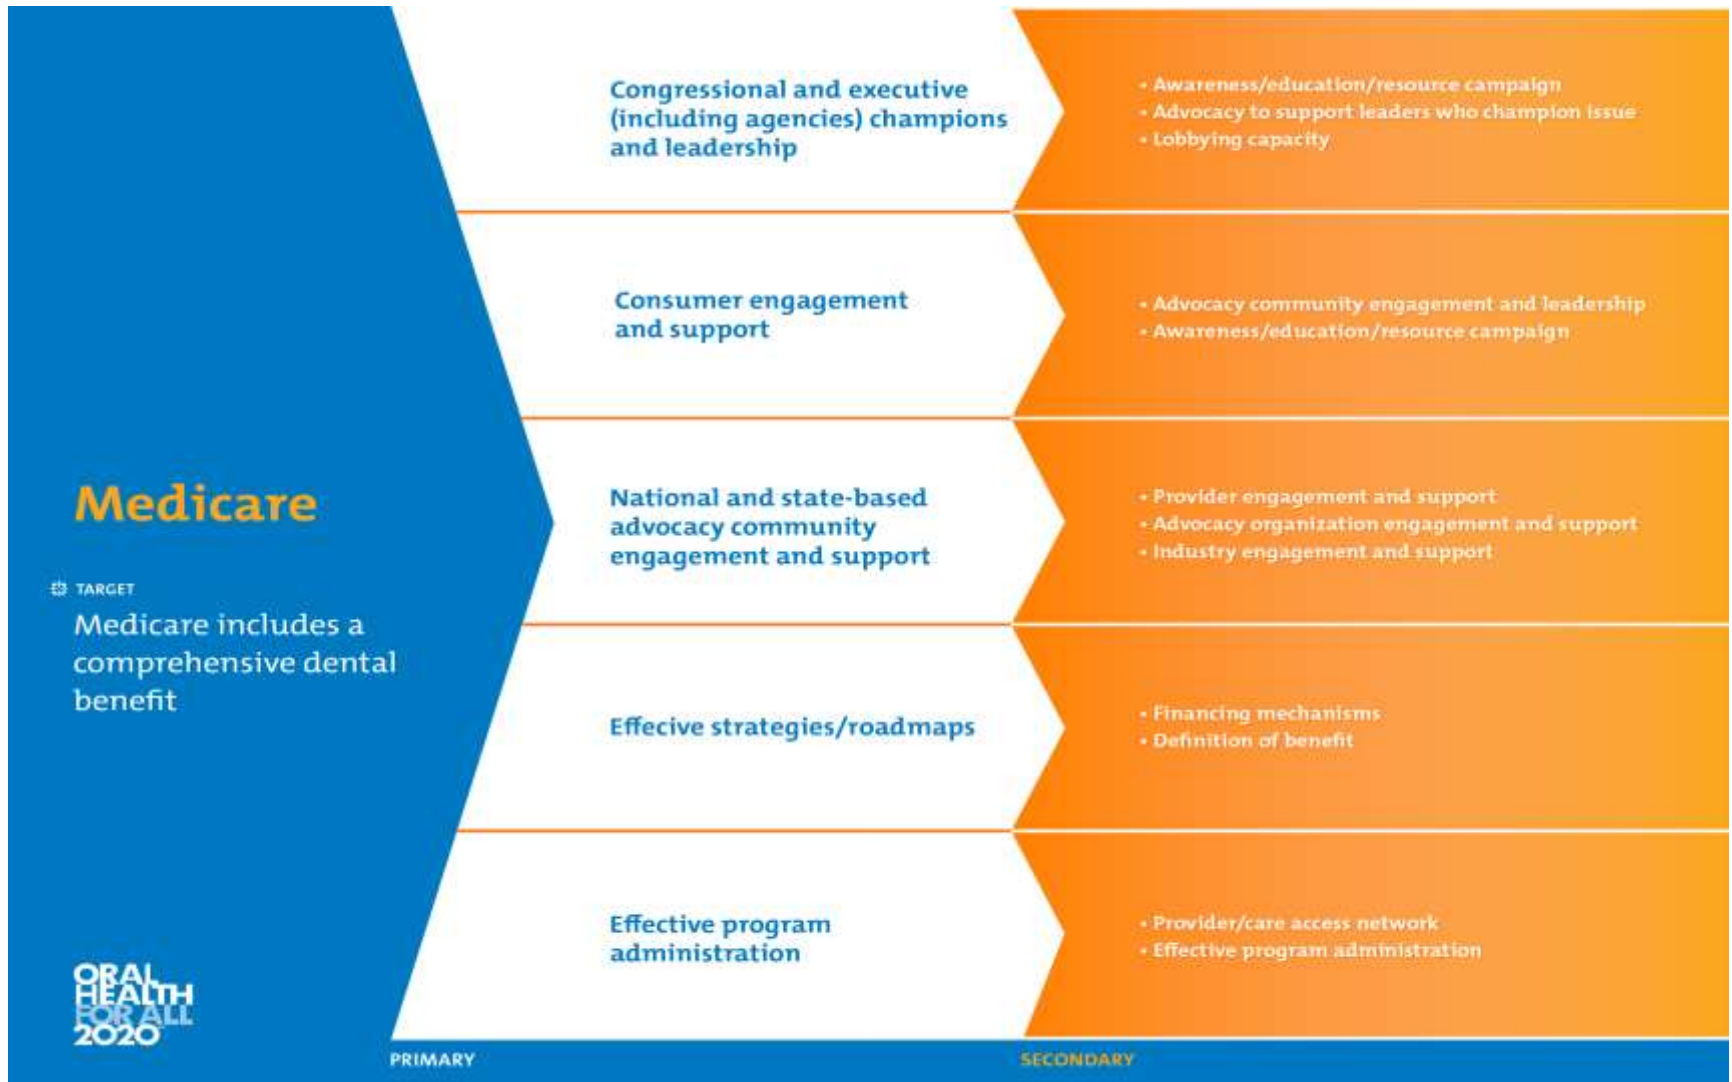 Medicare
TARGET
Medicare includes a
comprehensive dental
benefit
ORAL
HEALTH
FOR ALL
2020
Congressional and executive
(including agencies) champions
and leadership
• Awareness/education/resource campaign
• Advocacy to support leaders who champion issue
• Lobbying capacity
Consumer engagement
and support
• Advocacy community engagement and leadership
• Awareness/education/resource campaign
National and state-based
advocacy community
engagement and support
• Provider engagement and support
• Advocacy organization engagement and support
• Industry engagement and support
Effecive strategies/roadmaps
• Financing mechanisms
• Definition of benefit
Effective program
administration
• Provider/care access network
• Effective program administration
PRIMARY
SECONDARY